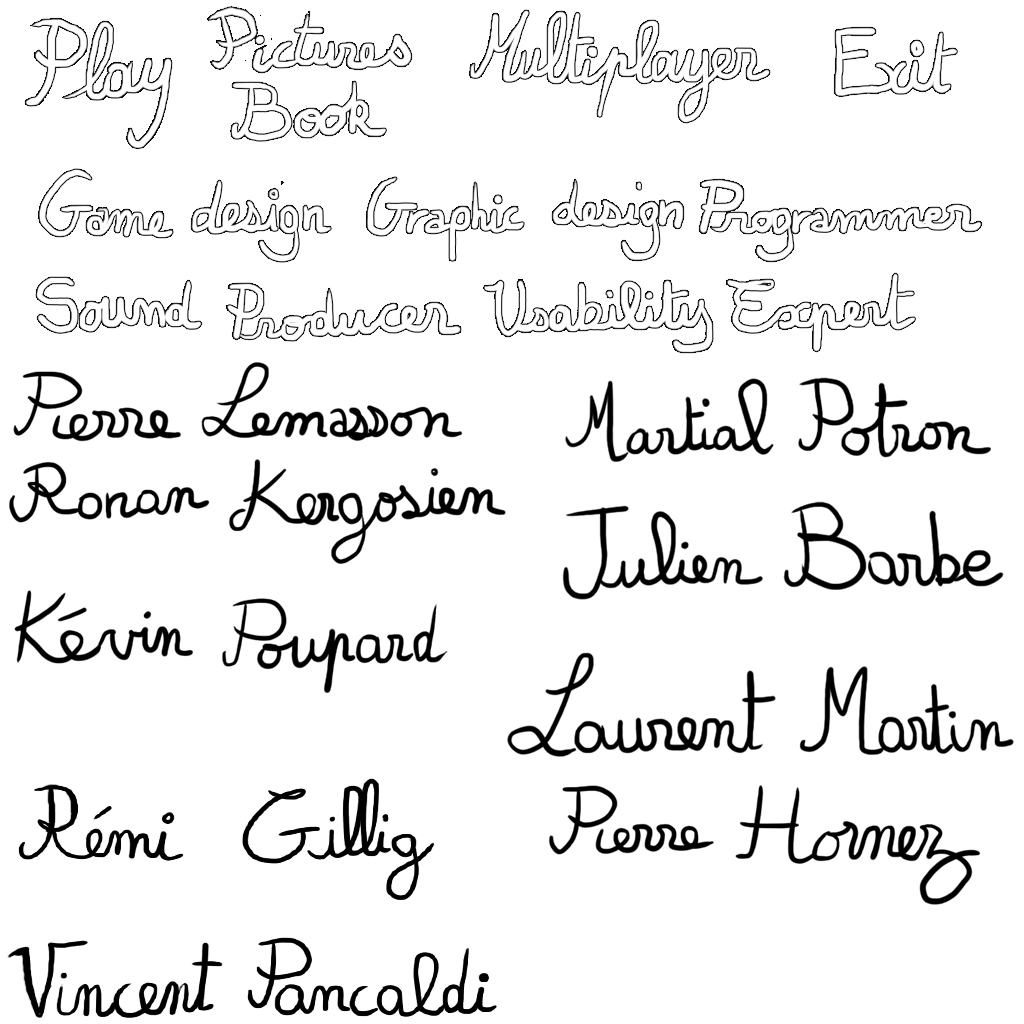 Play Pictures Book Multiplayer Exit
Game design Graphic design Programmer
Sound Producer Usability Expert
Pierre Lemasson
Martial Potron
Ronan Kergosien
Julien Barbe
Kévin Poupard
Laurent Martin
Rémi Gillig
Pierre Hornez
Vincent Pancaldi